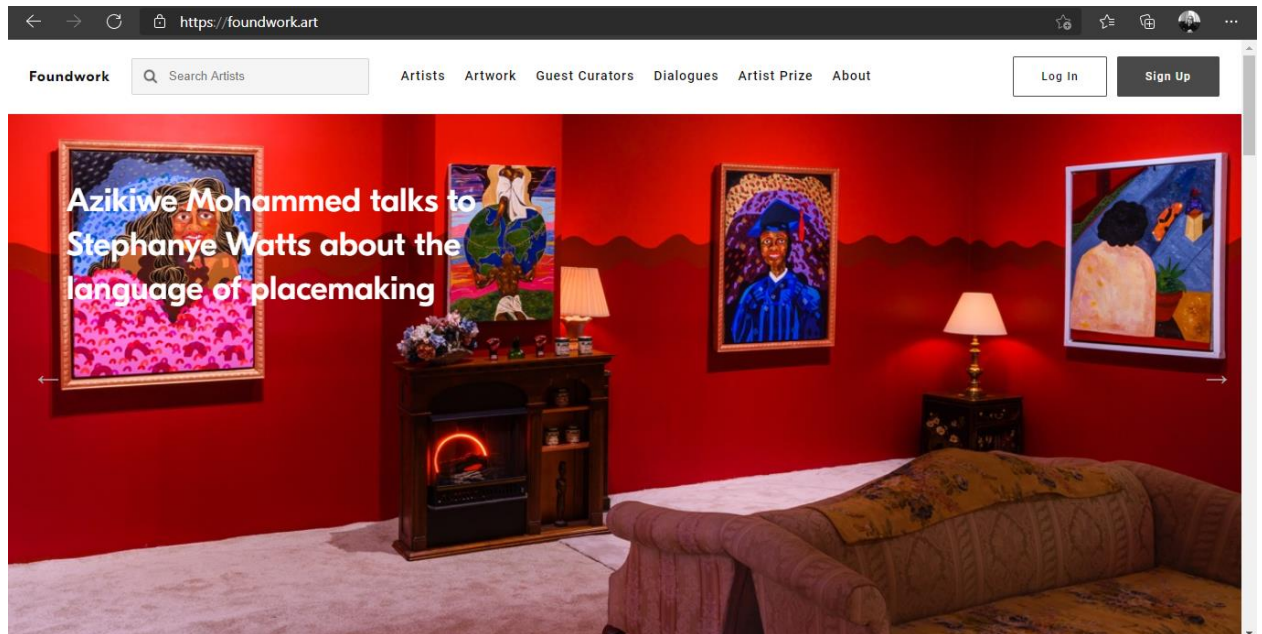 https://foundwork.art
Foundwork
Search Artists
Artists Artwork Guest Curators Dialogues Artist Prize About
Log In
Sign Up
Azikiwe Mohammed talks to
Stephanye Watts about the
language of placemaking